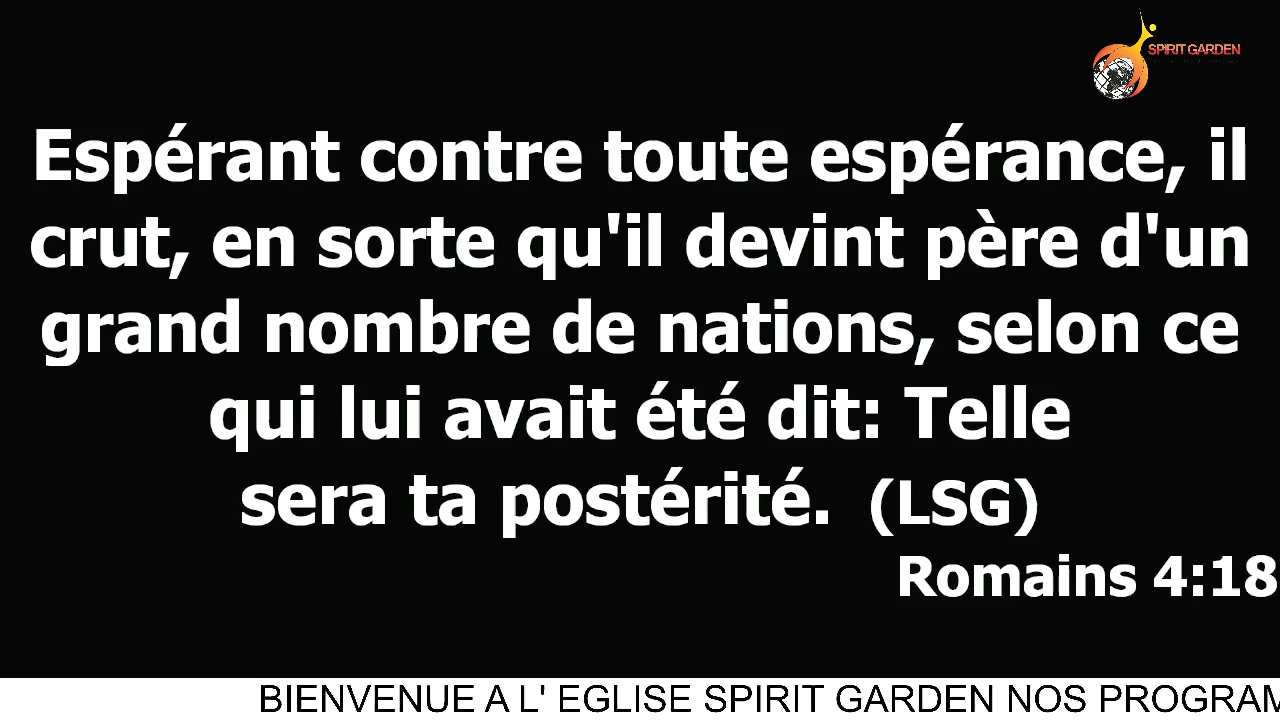 SPIRIT GARDEN
Espérant contre toute espérance, il
crut, en sorte qu'il devint père d'un
grand nombre de nations, selon ce
qui lui avait été dit: Telle
sera ta postérité. (LSG)
Romains 4:18
BIENVENUE A L' EGLISE SPIRIT GARDEN NOS PROGRAM